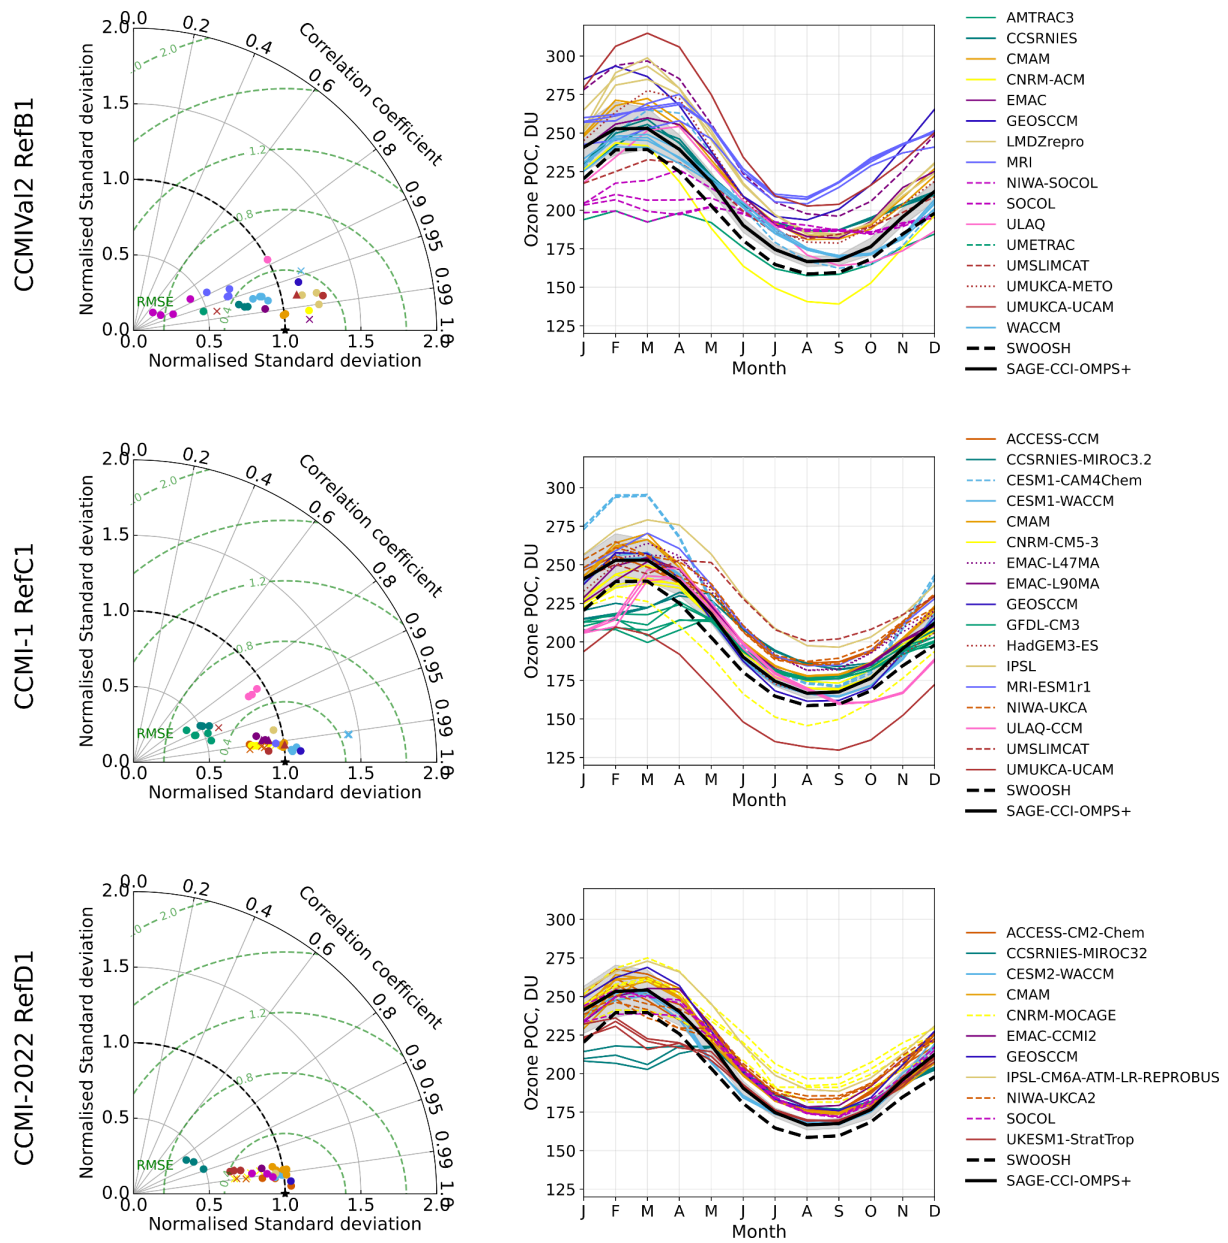 CCMIVal2 RefB1
Normalised Standard deviation
2.0
1.5
1.0
0.5
0.0
0.0
0.2
0.4
0.6
0.8
0.9
0.95
0.99
1.0
Correlation coefficient
2.0
1.2
0.8
0.4
RMSE
0.0 0.5 1.0 1.5 2.0
Normalised Standard deviation
Ozone POC, DU
300
275
250
225
200
175
150
125
J F M A M J J A S O N D
Month
AMTRAC3
CCSRNIES
CMAM
CNRM-ACM
EMAC
GEOSCCM
LMDZrepro
MRI
NIWA-SOCOL
SOCOL
ULAQ
UMETRAC
UMSLIMCAT
UMUKCA-METO
UMUKCA-UCAM
WACCM
SWOOSH
SAGE-CCI-OMPS+
CCMI-1 RefC1
Normalised Standard deviation
2.0
1.5
1.0
0.5
0.0
0.0
0.2
0.4
0.6
0.8
0.9
0.95
0.99
1.0
Correlation coefficient
2.0
1.2
0.8
0.4
RMSE
0.0 0.5 1.0 1.5 2.0
Normalised Standard deviation
Ozone POC, DU
300
275
250
225
200
175
150
125
J F M A M J J A S O N D
Month
ACCESS-CCM
CCSRNIES-MIROC3.2
CESM1-CAM4Chem
CESM1-WACCM
CMAM
CNRM-CM5-3
EMAC-L47MA
EMAC-L90MA
GEOSCCM
GFDL-CM3
HadGEM3-ES
IPSL
MRI-ESM1r1
NIWA-UKCA
ULAQ-CCM
UMSLIMCAT
UMUKCA-UCAM
SWOOSH
SAGE-CCI-OMPS+
CCMI-2022 RefD1
Normalised Standard deviation
2.0
1.5
1.0
0.5
0.0
0.0
0.2
0.4
0.6
0.8
0.9
0.95
0.99
1.0
Correlation coefficient
2.0
1.2
0.8
RMSE
0.0 0.5 1.0 1.5 2.0
Normalised Standard deviation
Ozone POC, DU
300
275
250
225
200
175
150
125
J F M A M J J A S O N D
Month
ACCESS-CM2-Chem
CCSRNIES-MIROC32
CESM2-WACCM
CMAM
CNRM-MOCAGE
EMAC-CCMI2
GEOSCCM
IPSL-CM6A-ATM-LR-REPROBUS
NIWA-UKCA2
SOCOL
UKESM1-StratTrop
SWOOSH
SAGE-CCI-OMPS+